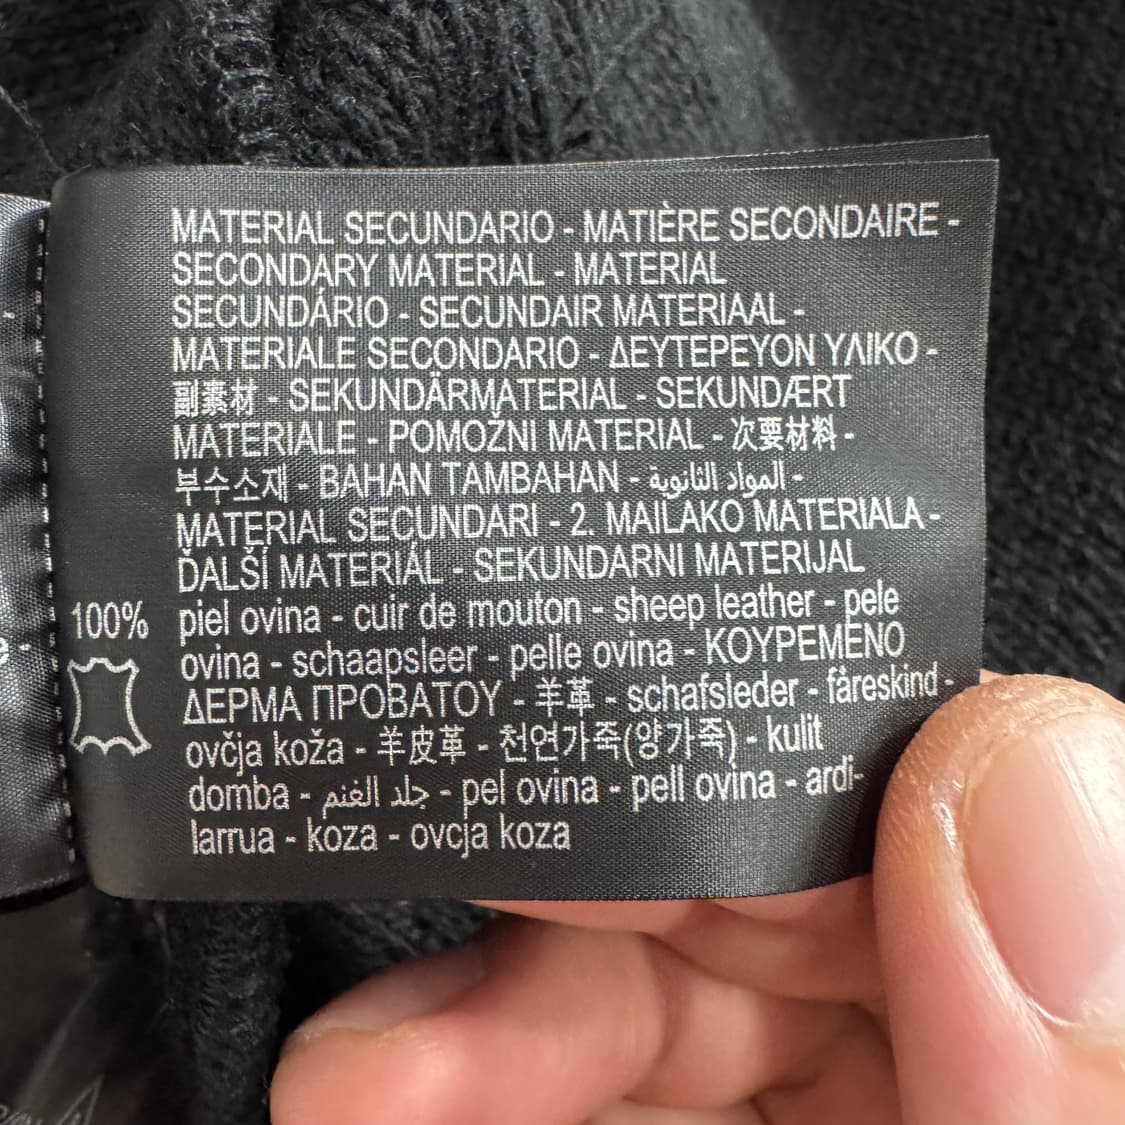 MATERIAL SECUNDARIO - MATIÈRE SECONDAIRE -
SECONDARY MATERIAL - MATERIAL
SECUNDÁRIO - SECUNDAIR MATERIAAL -
MATERIALE SECONDARIO - ΔΕΥΤΕΡΕΥΟΝ ΥΛΙΚΟ -
副素材 - SEKUNDÄRMATERIAL - SEKUNDÆRT
MATERIALE - POMOŽNI MATERIAL - 次要材料 -
부수소재 - BAHAN TAMBAHAN - المواد الثانوية -
MATERIAL SECUNDARI - 2. MAILAKO MATERIALA -
ĎALŠÍ MATERIÁL - SEKUNDARNI MATERIJAL
100% piel ovina - cuir de mouton - sheep leather - pele
ovina - schaapsleer - pelle ovina - ΚΟΥΡΕΜΕΝΟ
ΔΕΡΜΑ ΠΡΟΒΑΤΟΥ - 羊革 - schafsleder - fåreskind -
ovčja koža - 羊皮革 - 천연가죽(양가죽) - kulit
domba - جلد الغنم - pel ovina - pell ovina - ardi-
larrua - koza - ovcja koza